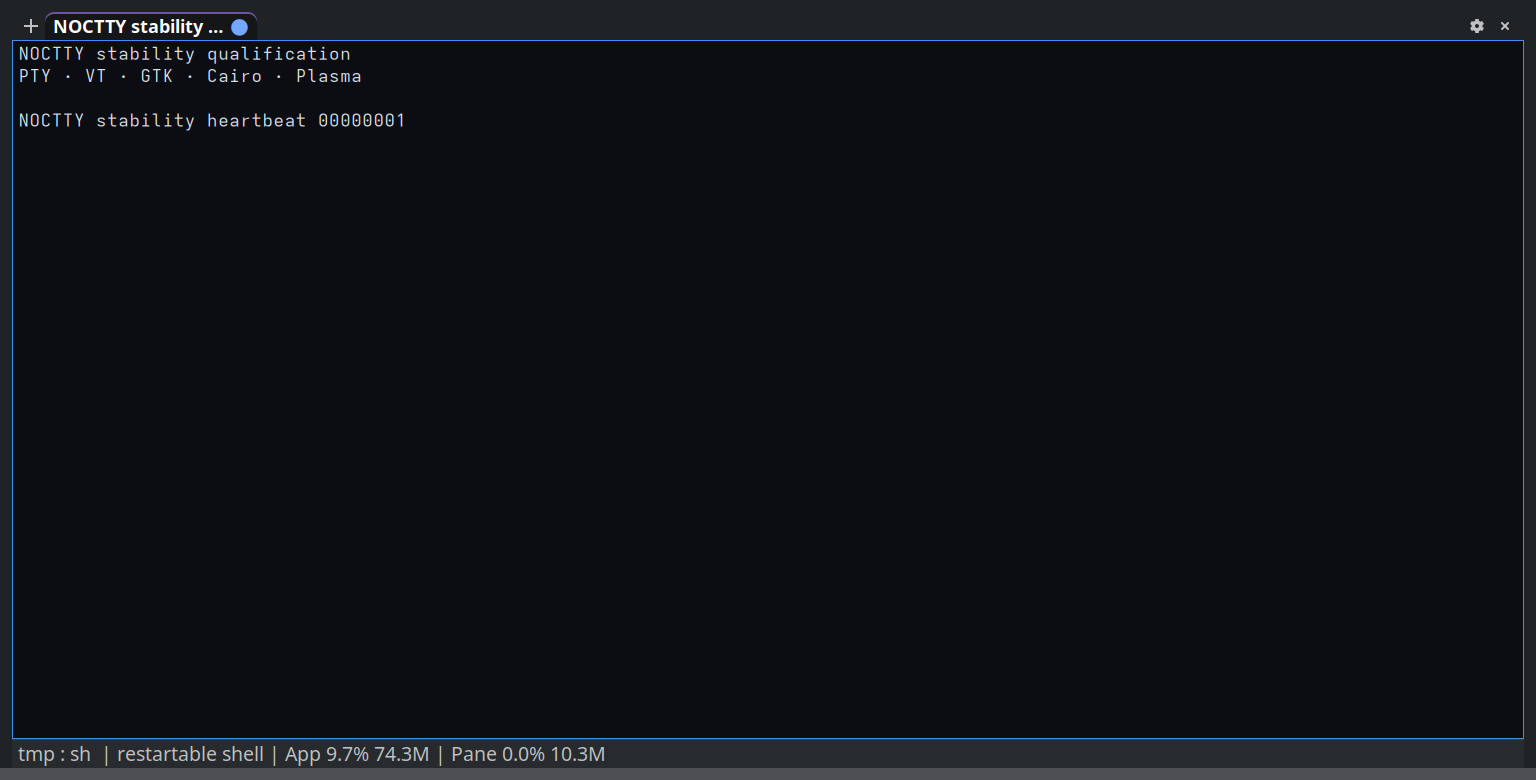 NOCTTY stability ...
NOCTTY stability qualification
PTY · VT · GTK · Cairo · Plasma
NOCTTY stability heartbeat 00000001
tmp : sh | restartable shell | App 9.7% 74.3M | Pane 0.0% 10.3M